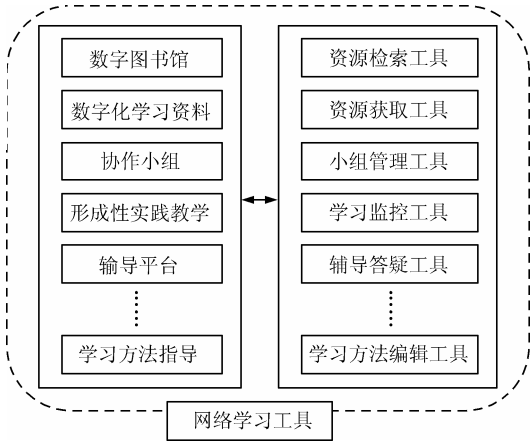 数字图书馆
数字化学习资料
协作小组
形成性实践教学
输导平台
学习方法指导
资源检索工具
资源获取工具
小组管理工具
学习监控工具
辅导答疑工具
学习方法编辑工具
网络学习工具